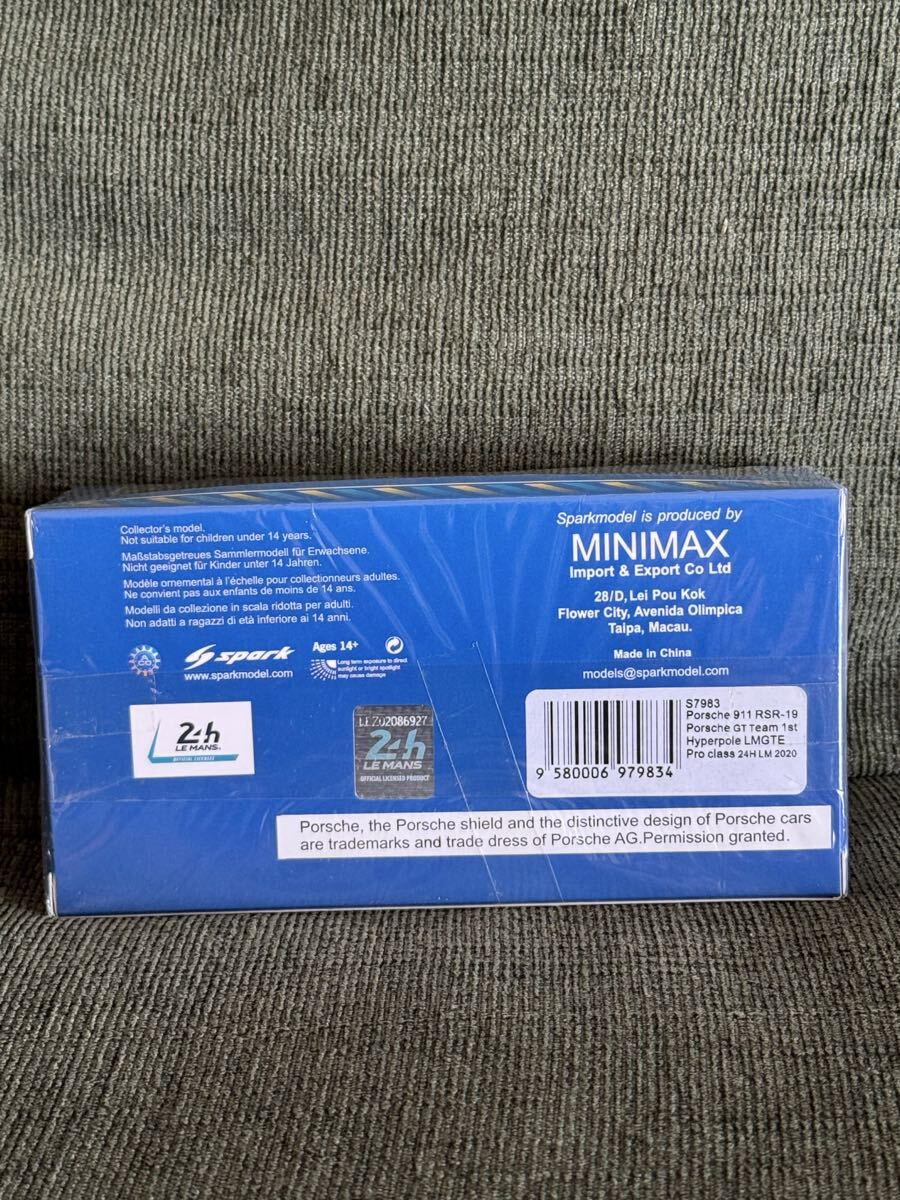 Collector's model.
Not suitable for children under 14 years.
Maßstabsgetreues Sammlermodell für Erwachsene.
Nicht geeignet für Kinder unter 14 Jahren.
Modèle ornemental à l'échelle pour collectionneurs adultes.
Ne convient pas aux enfants de moins de 14 ans.
Modelli da collezione in scala ridotta per adulti.
Non adatti a ragazzi di età inferiore ai 14 anni.
spark
www.sparkmodel.com
Ages 14+
Long term exposure to direct
sunlight or bright spotlight
may cause damage
24h
LE MANS
OFFICIAL LICENSEE
LEZ02086927
24h
LE MANS
OFFICIAL LICENSED PRODUCT
Sparkmodel is produced by
MINIMAX
Import & Export Co Ltd
28/D, Lei Pou Kok
Flower City, Avenida Olimpica
Taipa, Macau.
Made in China
models@sparkmodel.com
S7983
Porsche 911 RSR-19
Porsche GT Team 1st
Hyperpole LMGTE
Pro class 24H LM 2020
9 580006 979834
Porsche, the Porsche shield and the distinctive design of Porsche cars
are trademarks and trade dress of Porsche AG.Permission granted.